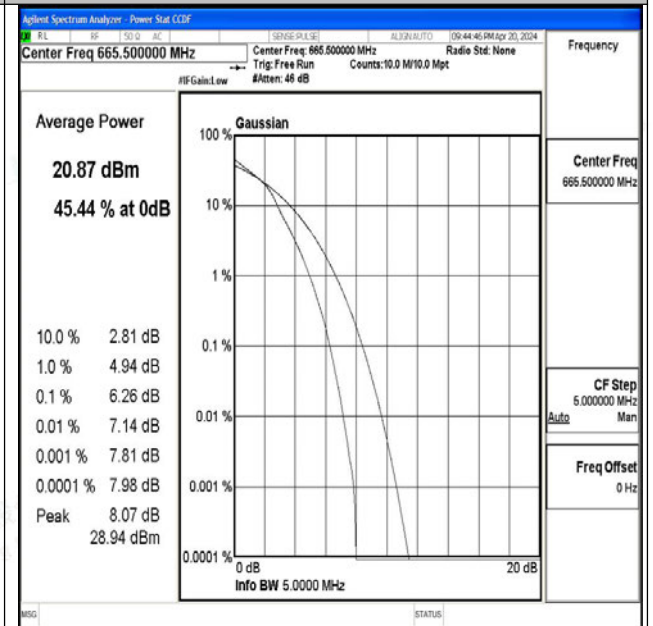 Agilent Spectrum Analyzer - Power Stat CCDF
RL RF 50 Ω AC SENSE:PULSE ALIGN AUTO 09:44:46 PM Apr 20, 2024
Center Freq 665.500000 MHz
Center Freq: 665.500000 MHz Radio Std: None
Trig: Free Run Counts:10.0 M/10.0 Mpt
#IFGain:Low #Atten: 46 dB
Frequency
Average Power
20.87 dBm
45.44 % at 0dB
10.0 % 2.81 dB
1.0 % 4.94 dB
0.1 % 6.26 dB
0.01 % 7.14 dB
0.001 % 7.81 dB
0.0001 % 7.98 dB
Peak 8.07 dB
28.94 dBm
Gaussian
100 %
10 %
1 %
0.1 %
0.01 %
0.001 %
0.0001 %
0 dB 20 dB
Info BW 5.0000 MHz
Center Freq
665.500000 MHz
CF Step
5.000000 MHz
Auto Man
Freq Offset
0 Hz
MSG STATUS